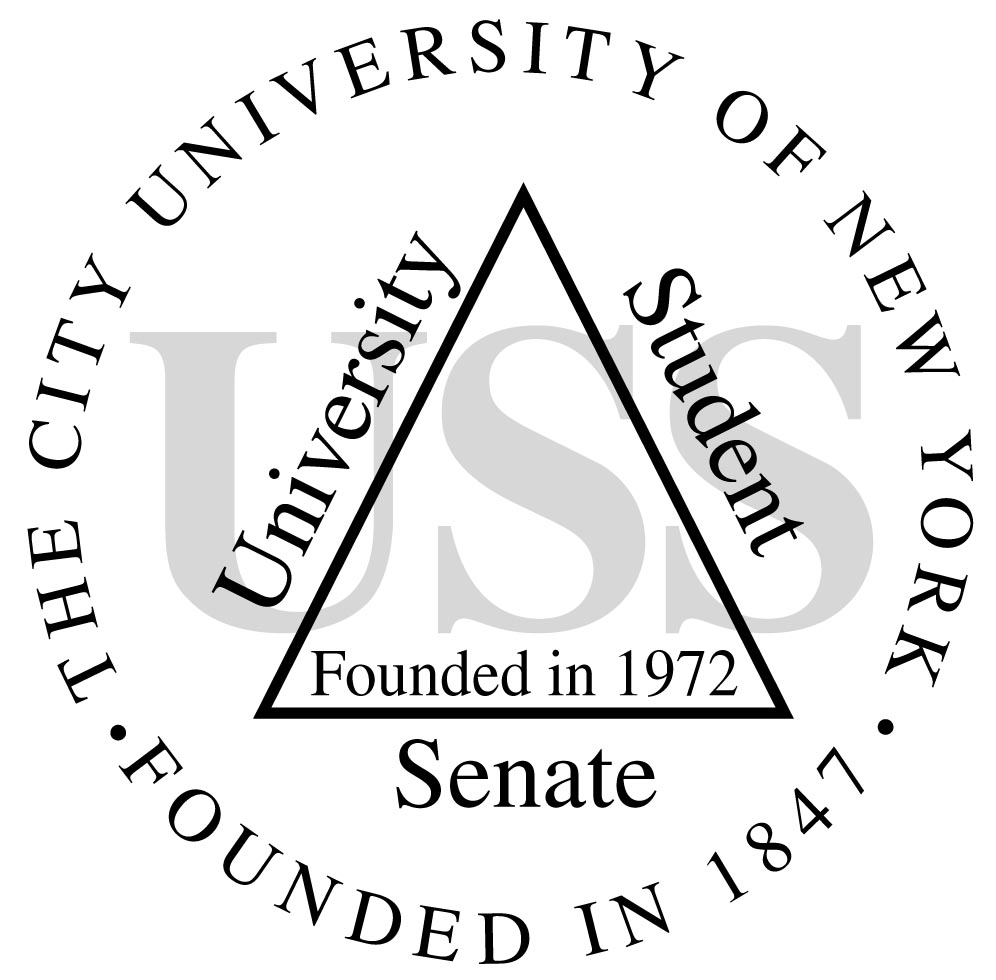 THE CITY UNIVERSITY OF NEW YORK
• FOUNDED IN 1847 •
USS
University
Student
Senate
Founded in 1972